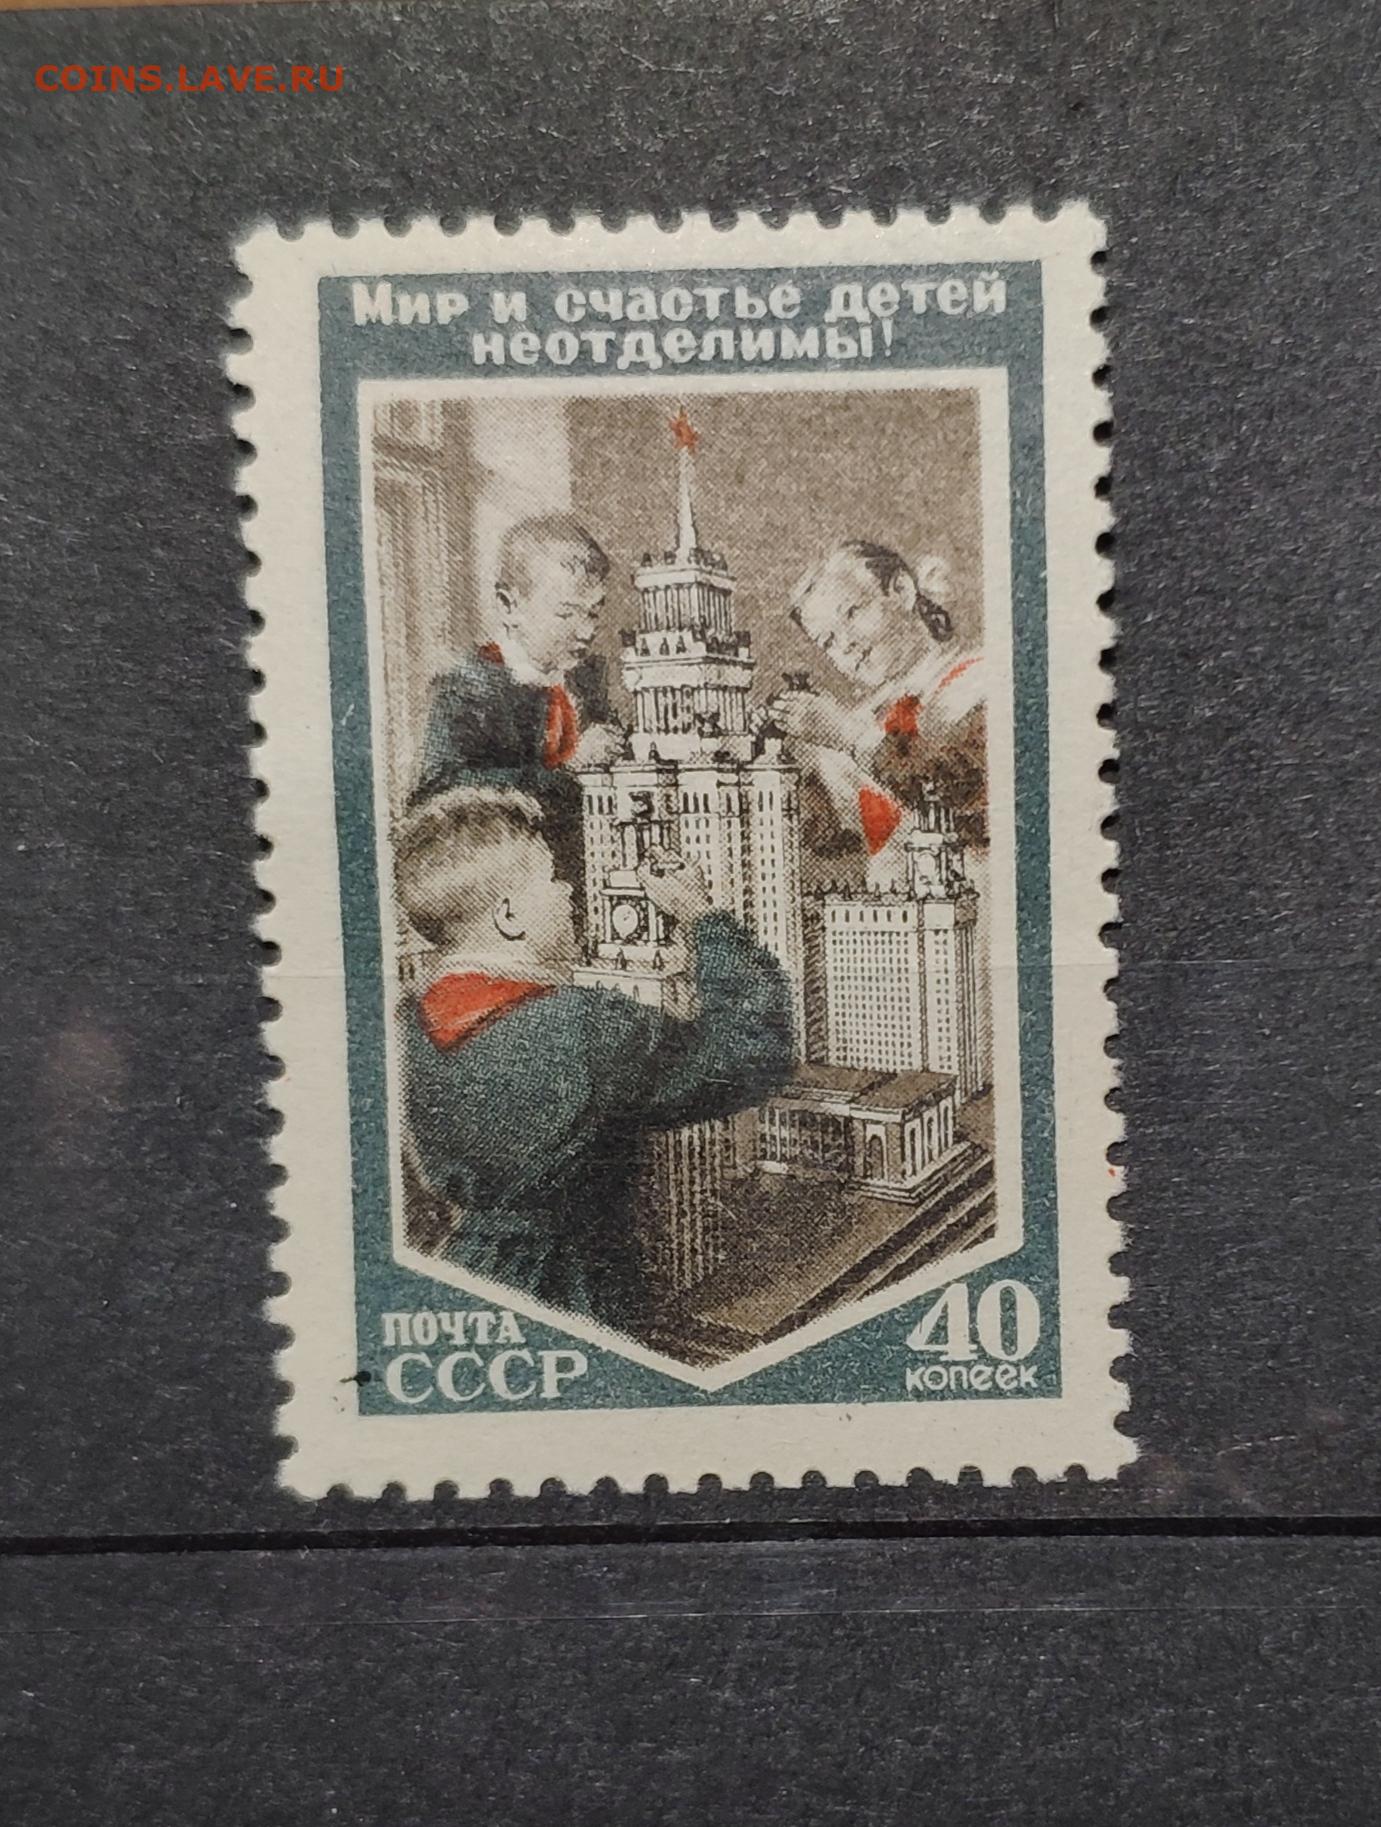 COINS.LAVE.RU
Мир и счастье детей
неотделимы!
ПОЧТА
СССР
40
копеек